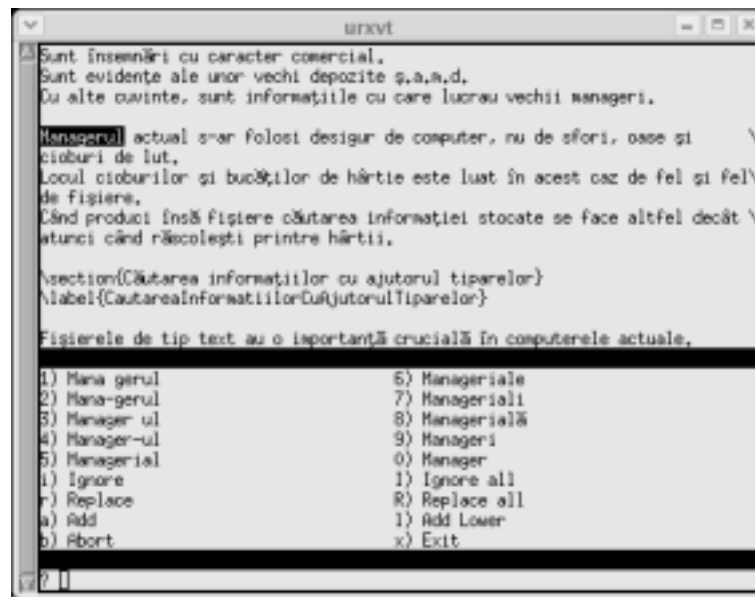 urxvt
Sunt însemnări cu caracter comercial.
Sunt evidențe ale unor vechi depozite ș.a.m.d.
Cu alte cuvinte, sunt informațiile cu care lucrau vechii manageri.
Managerul actual s-ar folosi desigur de computer, nu de sfori, oase și \
cioburi de lut.
Locul cioburilor și bucăților de hârtie este luat în acest caz de fel și fel\
de fișiere.
Când produci însă fișiere căutarea informației stocate se face altfel decât \
atunci când răscolești printre hârtii.
\section{Căutarea informațiilor cu ajutorul tiparelor}
\label{CautareaInformatiilorCuAjutorulTiparelor}
Fișierele de tip text au o importanță crucială în computerele actuale.
1) Mana gerul 6) Manageriale
2) Mana-gerul 7) Manageriali
3) Manager ul 8) Managerială
4) Manager-ul 9) Manageri
5) Managerial 0) Manager
i) Ignore I) Ignore all
r) Replace R) Replace all
a) Add l) Add Lower
b) Abort x) Exit
?